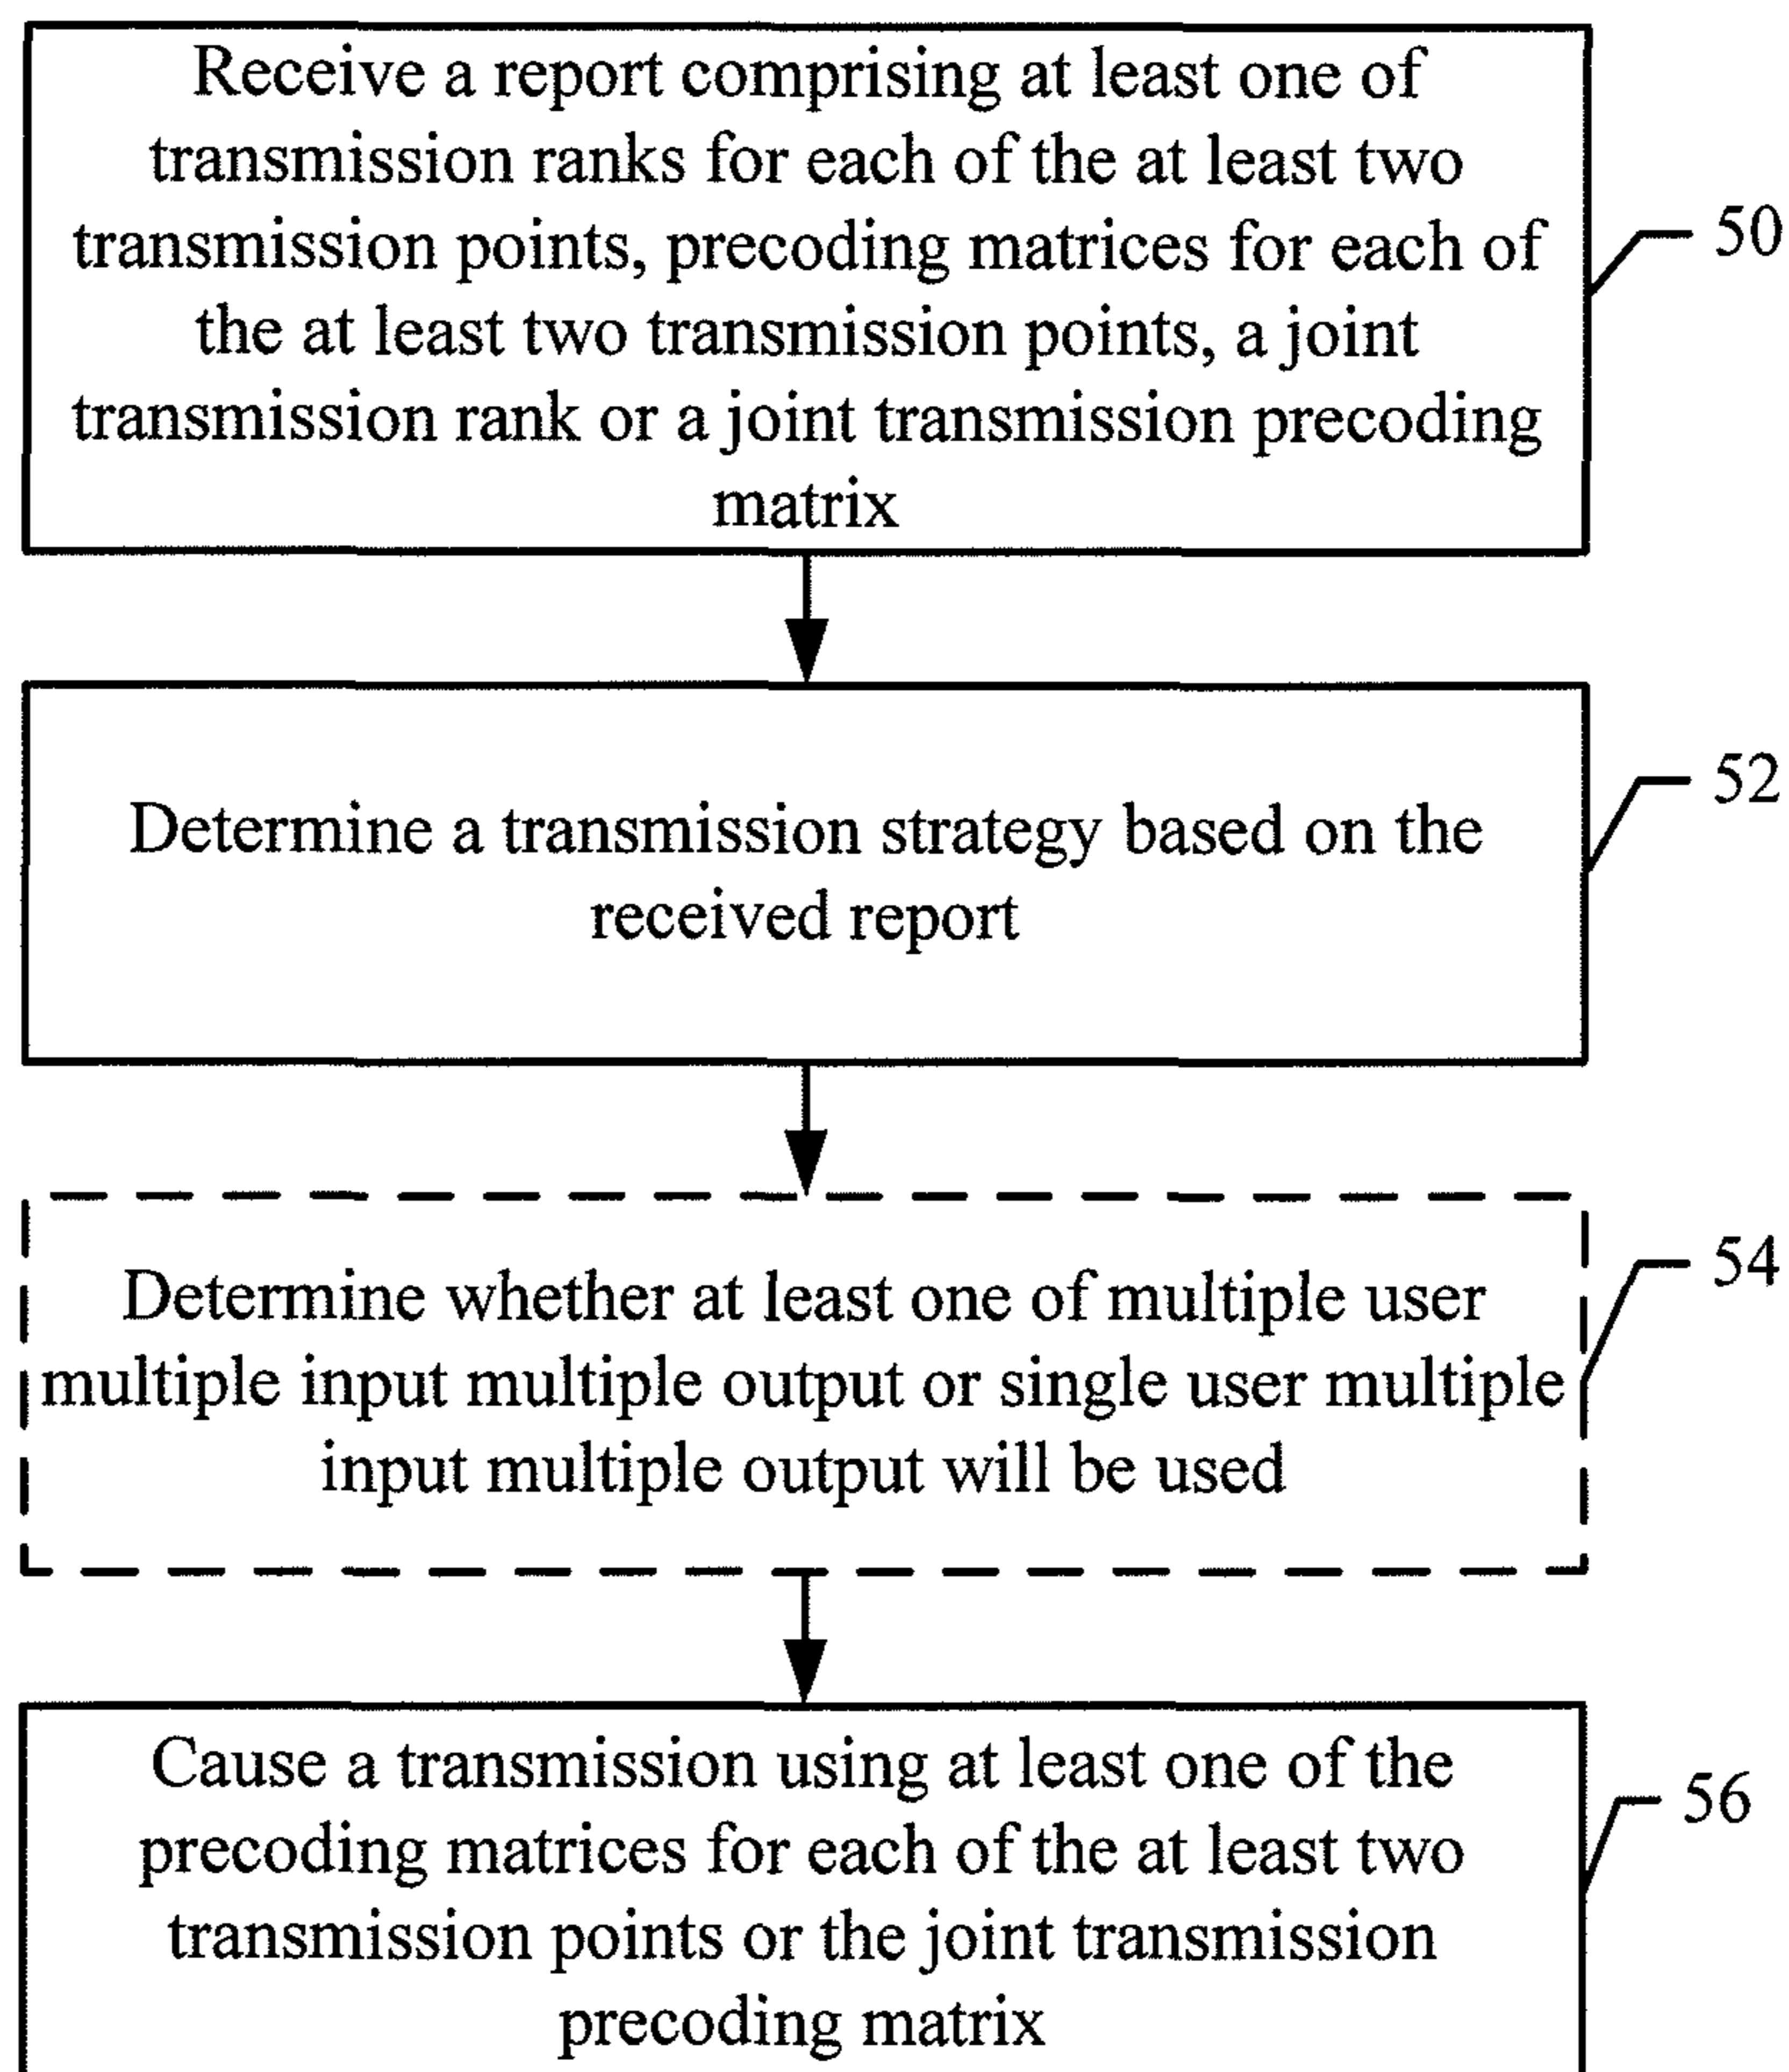 Receive a report comprising at least one of
transmission ranks for each of the at least two
transmission points, precoding matrices for each of
the at least two transmission points, a joint
transmission rank or a joint transmission precoding
matrix
50
Determine a transmission strategy based on the
received report
52
Determine whether at least one of multiple user
multiple input multiple output or single user multiple
input multiple output will be used
54
Cause a transmission using at least one of the
precoding matrices for each of the at least two
transmission points or the joint transmission
precoding matrix
56